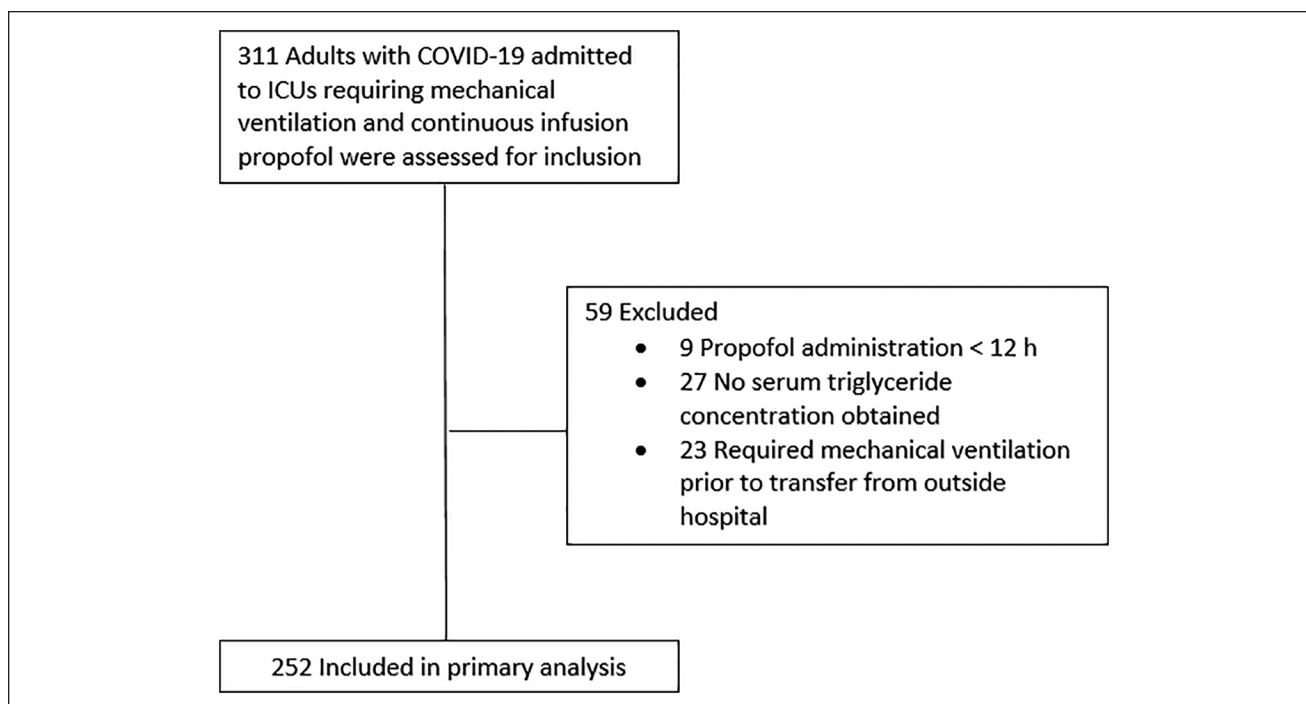 311 Adults with COVID-19 admitted
to ICUs requiring mechanical
ventilation and continuous infusion
propofol were assessed for inclusion
59 Excluded
• 9 Propofol administration < 12 h
• 27 No serum triglyceride
concentration obtained
• 23 Required mechanical ventilation
prior to transfer from outside
hospital
252 Included in primary analysis